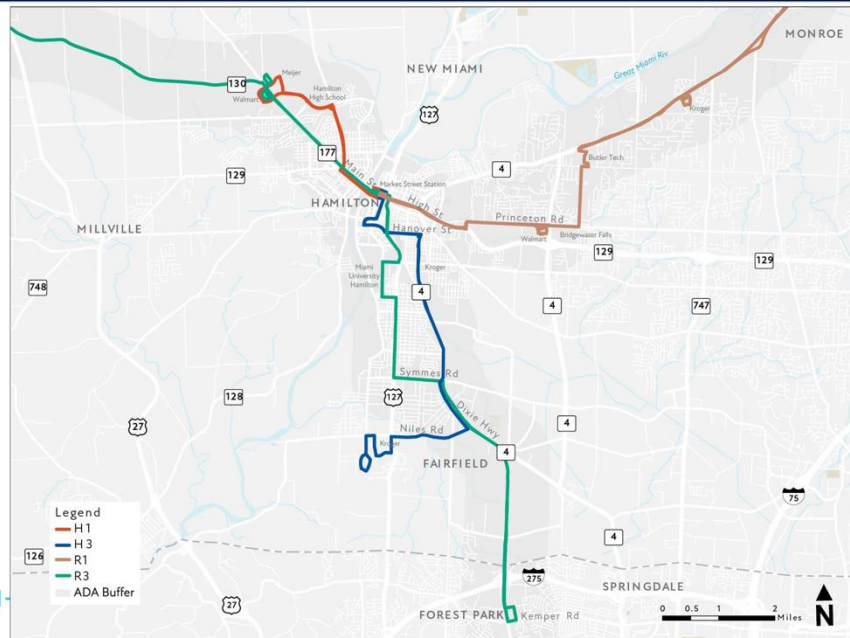 MONROE
NEW MIAMI
Great Miami Riv
Meijer
130
Walmart
Hamilton
High School
Kroger
127
177
Butler Tech
4
129
Main St
Market Street Station
HAMILTON
High St
Princeton Rd
MILLVILLE
Hanover St
Walmart
Bridgewater Falls
129
129
Miami
University
Hamilton
Kroger
748
4
4
747
Symmes Rd
128
127
Dixie Hwy
27
4
Niles Rd
Kroger
4
FAIRFIELD
75
Legend
H1
H3
R1
R3
ADA Buffer
4
126
275
SPRINGDALE
27
FOREST PARK
Kemper Rd
0 0.5 1 2
Miles
N